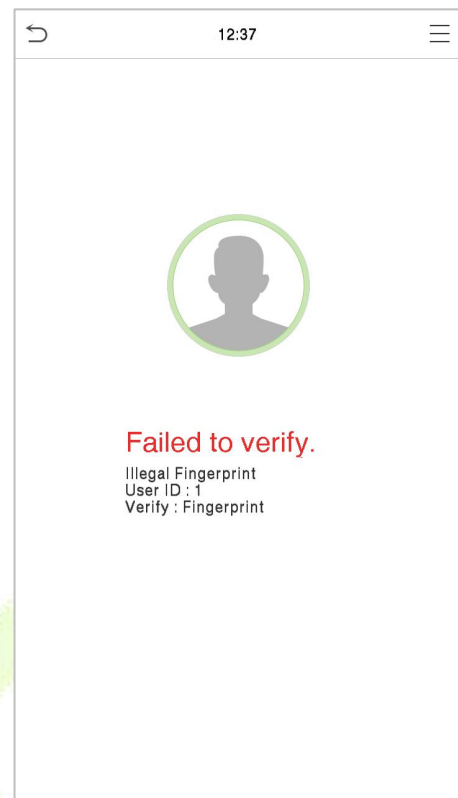 12:37
Failed to verify.
Illegal Fingerprint
User ID : 1
Verify : Fingerprint